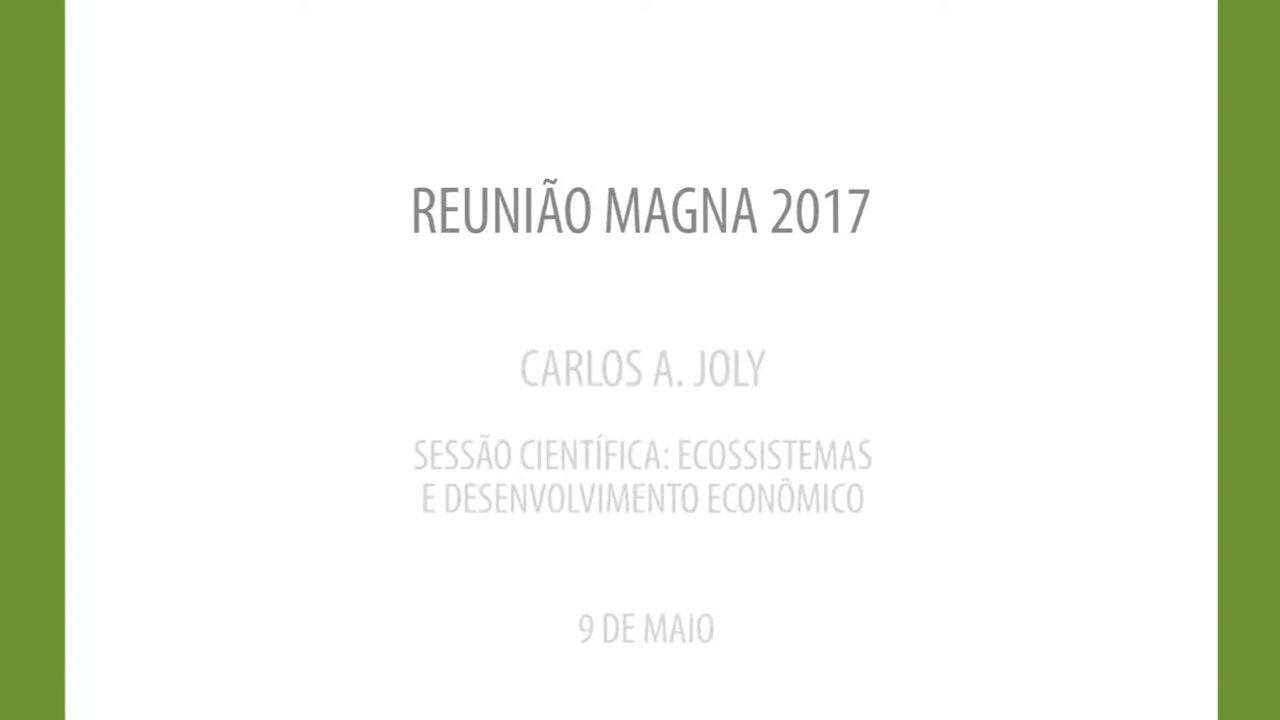 REUNIÃO MAGNA 2017
CARLOS A. JOLY
SESSÃO CIENTÍFICA: ECOSSISTEMAS
E DESENVOLVIMENTO ECONÔMICO
9 DE MAIO